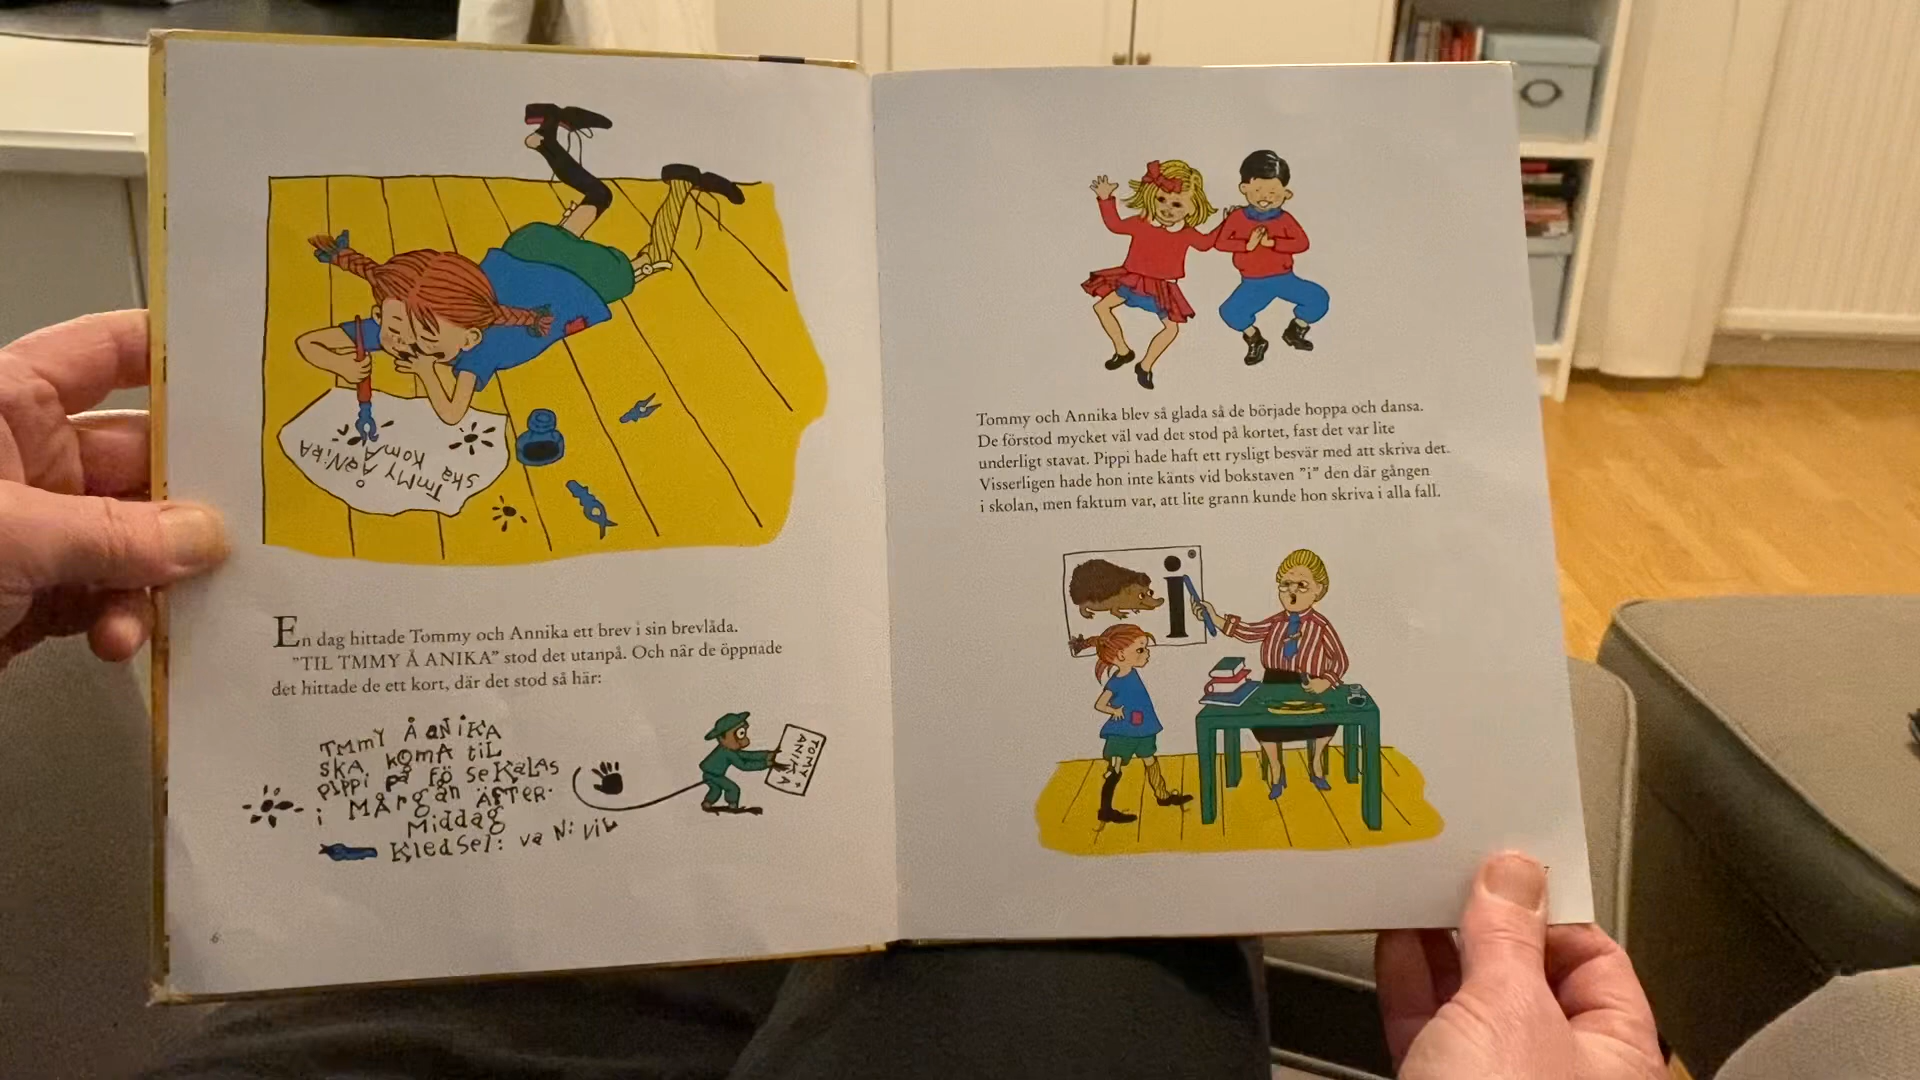 TMMY Å ANiKA
SKA
KOMA
En dag hittade Tommy och Annika ett brev i sin brevlåda.
"TIL TMMY Å ANIKA" stod det utanpå. Och när de öppnade
det hittade de ett kort, där det stod så här:
TMmY Å aNiKA
SKA KOmA tiL
PIPPi på fö SeKALAS
i MÅrgän ÄFTER-
Middag
KledSel: va Ni ViL
TOMY +
ANIKA
6
Tommy och Annika blev så glada så de började hoppa och dansa.
De förstod mycket väl vad det stod på kortet, fast det var lite
underligt stavat. Pippi hade haft ett rysligt besvär med att skriva det.
Visserligen hade hon inte känts vid bokstaven "i" den där gången
i skolan, men faktum var, att lite grann kunde hon skriva i alla fall.
i
7